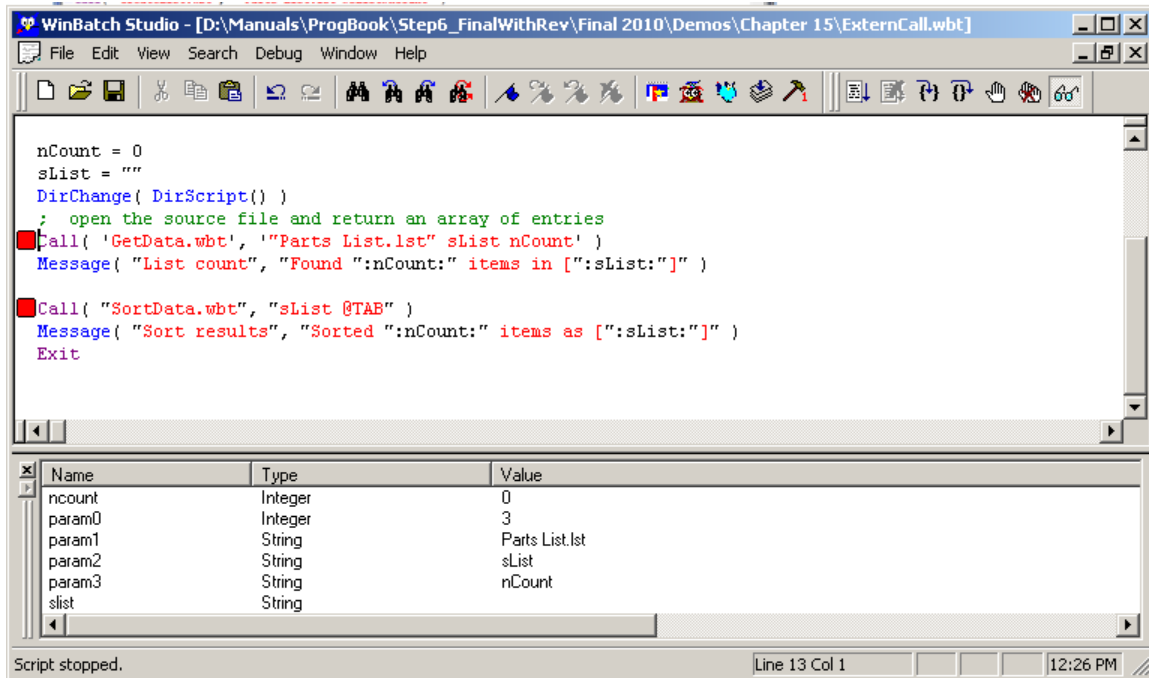 WinBatch Studio - [D:\Manuals\ProgBook\Step6_FinalWithRev\Final 2010\Demos\Chapter 15\ExternCall.wbt]
File Edit View Search Debug Window Help
nCount = 0
sList = ""
DirChange( DirScript() )
; open the source file and return an array of entries
Call( 'GetData.wbt', '"Parts List.lst" sList nCount' )
Message( "List count", "Found ":nCount:" items in [":sList:"]" )
Call( "SortData.wbt", "sList @TAB" )
Message( "Sort results", "Sorted ":nCount:" items as [":sList:"]" )
Exit
Name Type Value
ncount Integer 0
param0 Integer 3
param1 String Parts List.lst
param2 String sList
param3 String nCount
slist String
Script stopped. Line 13 Col 1 12:26 PM